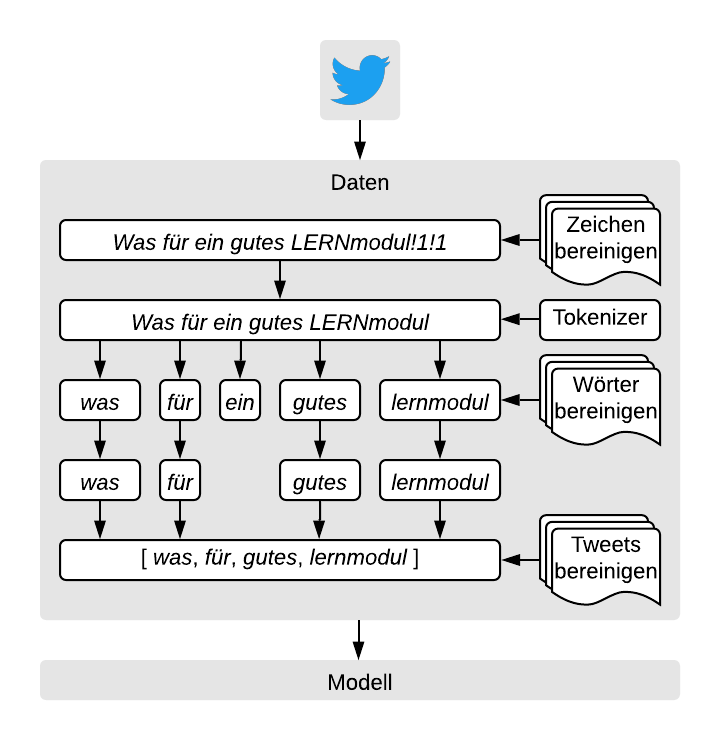 Daten
Was für ein gutes LERNmodul!1!1
Zeichen
bereinigen
Was für ein gutes LERNmodul
Tokenizer
was
für
ein
gutes
lernmodul
Wörter
bereinigen
was
für
gutes
lernmodul
[ was, für, gutes, lernmodul ]
Tweets
bereinigen
Modell